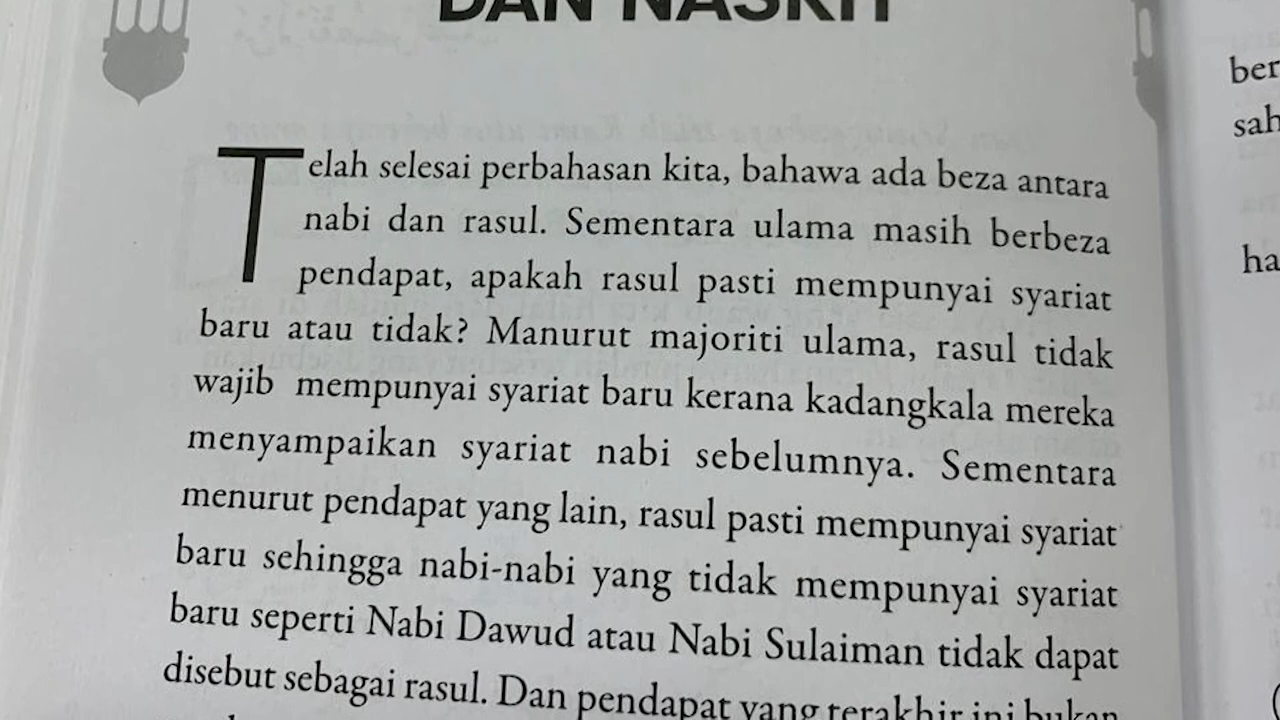 DAN NASKH
Telah selesai perbahasan kita, bahawa ada beza antara
nabi dan rasul. Sementara ulama masih berbeza
pendapat, apakah rasul pasti mempunyai syariat
baru atau tidak? Manurut majoriti ulama, rasul tidak
wajib mempunyai syariat baru kerana kadangkala mereka
menyampaikan syariat nabi sebelumnya. Sementara
menurut pendapat yang lain, rasul pasti mempunyai syariat
baru sehingga nabi-nabi yang tidak mempunyai syariat
baru seperti Nabi Dawud atau Nabi Sulaiman tidak dapat
disebut sebagai rasul. Dan pendapat yang terakhir ini bukan
ber
sah
ha